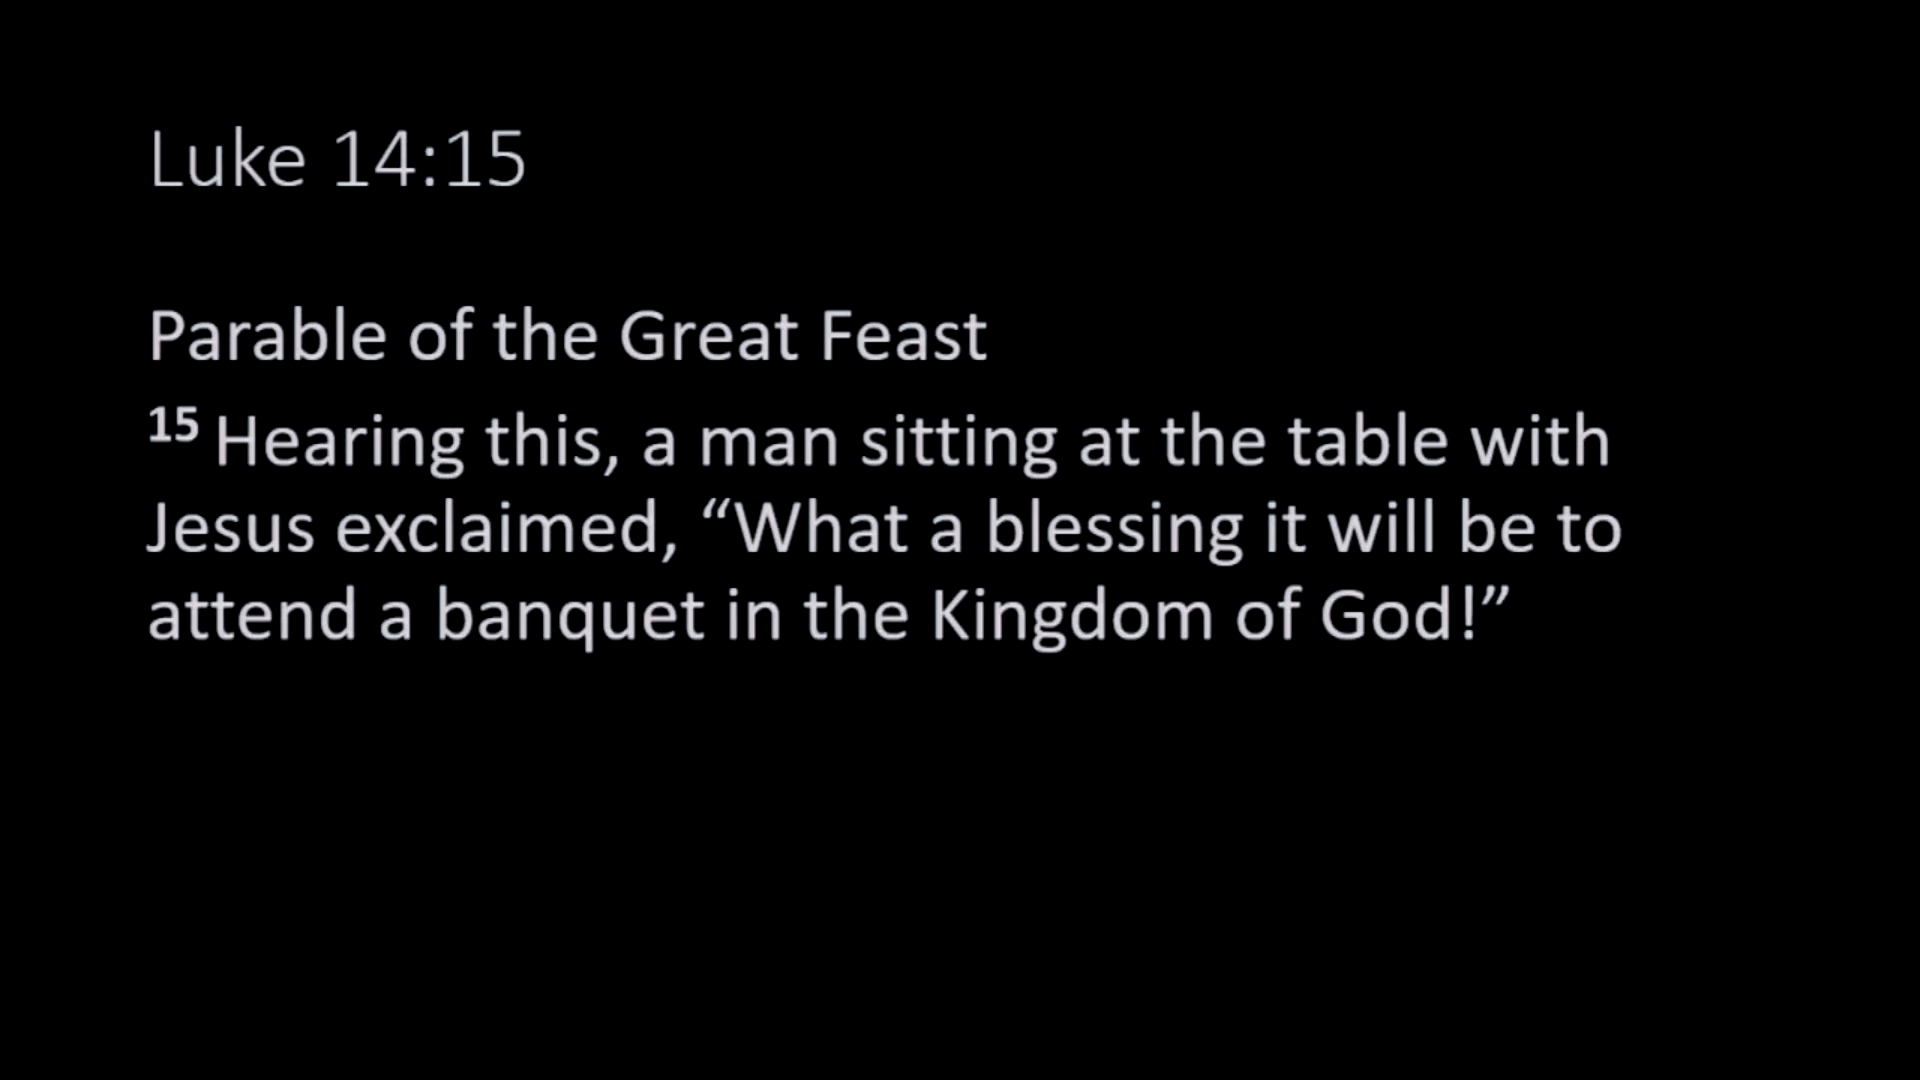 Luke 14:15
Parable of the Great Feast
15 Hearing this, a man sitting at the table with
Jesus exclaimed, “What a blessing it will be to
attend a banquet in the Kingdom of God!”